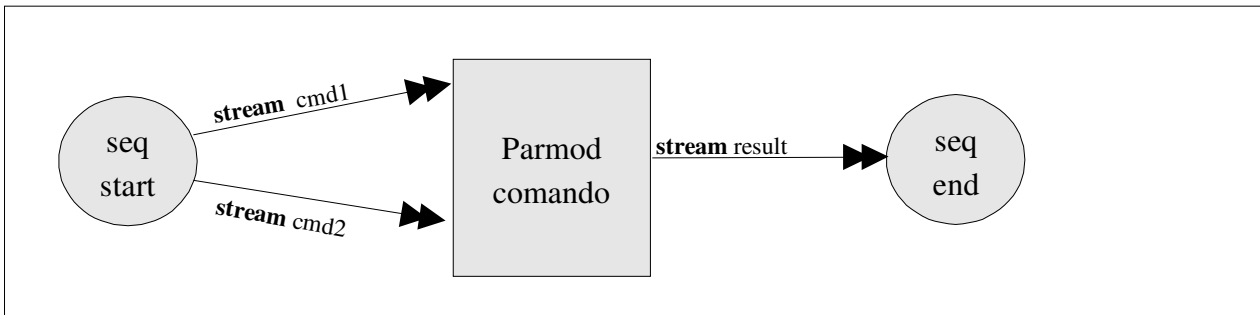 seq
start
stream cmd1
stream cmd2
Parmod
comando
stream result
seq
end